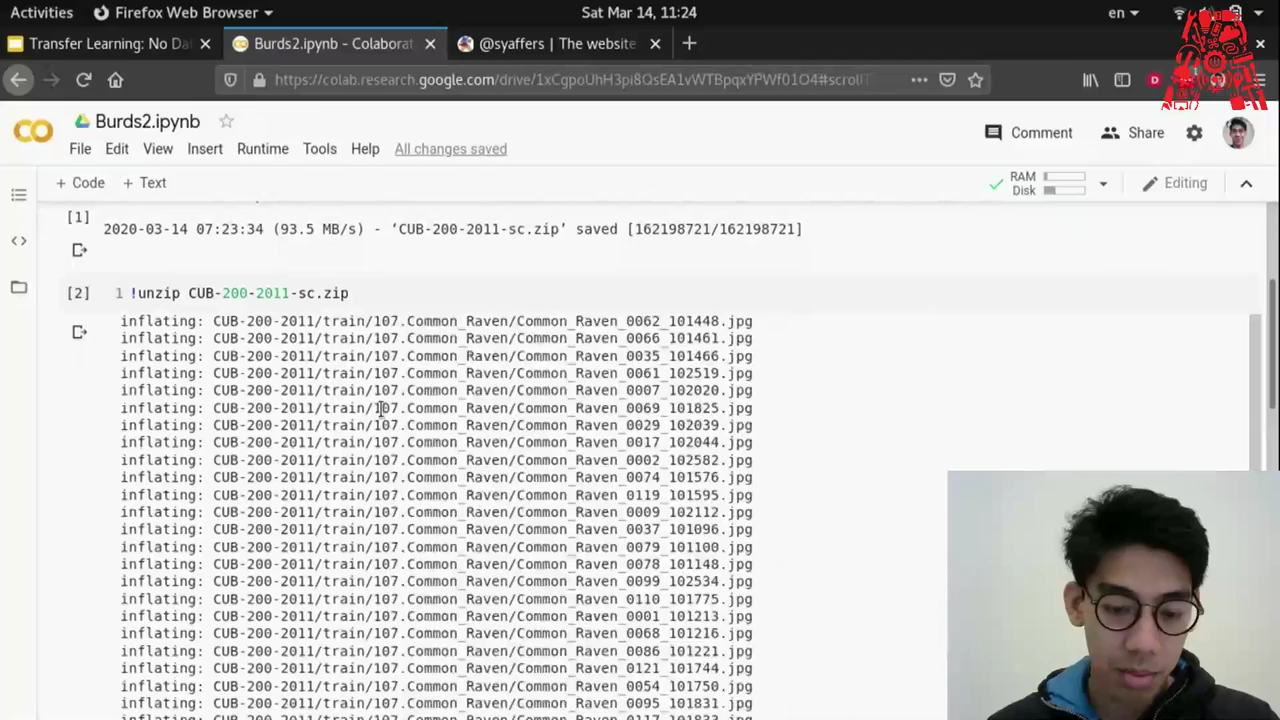 Activities Firefox Web Browser Sat Mar 14, 11:24 en
Transfer Learning: No Da Burds2.ipynb - Colaborat @syaffers | The website
https://colab.research.google.com/drive/1xCgpoUhH3pi8QsEA1vWTBpqxYPWf01O4#scroll
Burds2.ipynb
Comment Share
File Edit View Insert Runtime Tools Help All changes saved
+ Code + Text RAM Disk Editing
[1]
2020-03-14 07:23:34 (93.5 MB/s) - ‘CUB-200-2011-sc.zip’ saved [162198721/162198721]
[2] 1 !unzip CUB-200-2011-sc.zip
inflating: CUB-200-2011/train/107.Common_Raven/Common_Raven_0062_101448.jpg
inflating: CUB-200-2011/train/107.Common_Raven/Common_Raven_0066_101461.jpg
inflating: CUB-200-2011/train/107.Common_Raven/Common_Raven_0035_101466.jpg
inflating: CUB-200-2011/train/107.Common_Raven/Common_Raven_0061_102519.jpg
inflating: CUB-200-2011/train/107.Common_Raven/Common_Raven_0007_102020.jpg
inflating: CUB-200-2011/train/107.Common_Raven/Common_Raven_0069_101825.jpg
inflating: CUB-200-2011/train/107.Common_Raven/Common_Raven_0029_102039.jpg
inflating: CUB-200-2011/train/107.Common_Raven/Common_Raven_0017_102044.jpg
inflating: CUB-200-2011/train/107.Common_Raven/Common_Raven_0002_102582.jpg
inflating: CUB-200-2011/train/107.Common_Raven/Common_Raven_0074_101576.jpg
inflating: CUB-200-2011/train/107.Common_Raven/Common_Raven_0119_101595.jpg
inflating: CUB-200-2011/train/107.Common_Raven/Common_Raven_0009_102112.jpg
inflating: CUB-200-2011/train/107.Common_Raven/Common_Raven_0037_101096.jpg
inflating: CUB-200-2011/train/107.Common_Raven/Common_Raven_0079_101100.jpg
inflating: CUB-200-2011/train/107.Common_Raven/Common_Raven_0078_101148.jpg
inflating: CUB-200-2011/train/107.Common_Raven/Common_Raven_0099_102534.jpg
inflating: CUB-200-2011/train/107.Common_Raven/Common_Raven_0110_101775.jpg
inflating: CUB-200-2011/train/107.Common_Raven/Common_Raven_0001_101213.jpg
inflating: CUB-200-2011/train/107.Common_Raven/Common_Raven_0068_101216.jpg
inflating: CUB-200-2011/train/107.Common_Raven/Common_Raven_0086_101221.jpg
inflating: CUB-200-2011/train/107.Common_Raven/Common_Raven_0121_101744.jpg
inflating: CUB-200-2011/train/107.Common_Raven/Common_Raven_0054_101750.jpg
inflating: CUB-200-2011/train/107.Common_Raven/Common_Raven_0095_101831.jpg
inflating: CUB-200-2011/train/107.Common_Raven/Common_Raven_0117_101833.jpg